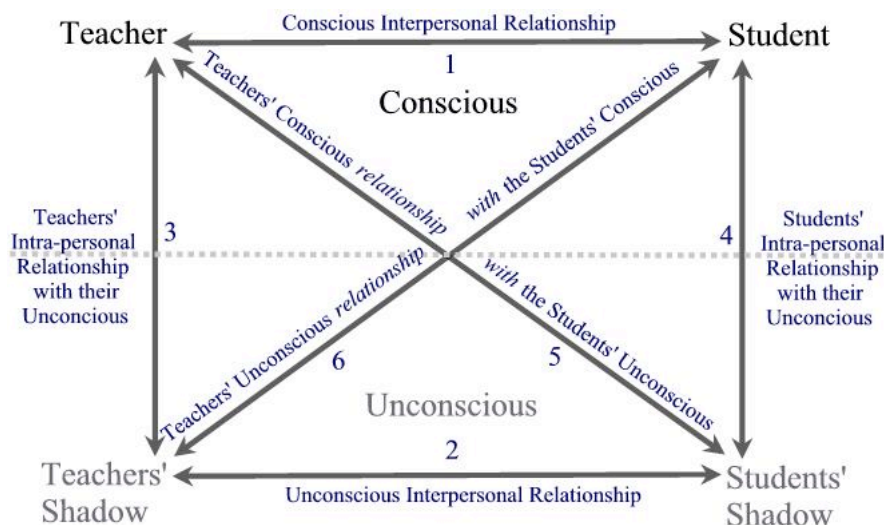 Conscious Interpersonal Relationship
Teacher
Student
1
Conscious
Teachers' Conscious relationship
with the Students' Conscious
Teachers'
Intra-personal
Relationship
with their
Unconcious
3
4
Students'
Intra-personal
Relationship
with their
Unconcious
Teachers' Unconscious relationship
with the Students' Unconscious
6
5
Unconscious
2
Teachers'
Shadow
Students'
Shadow
Unconscious Interpersonal Relationship